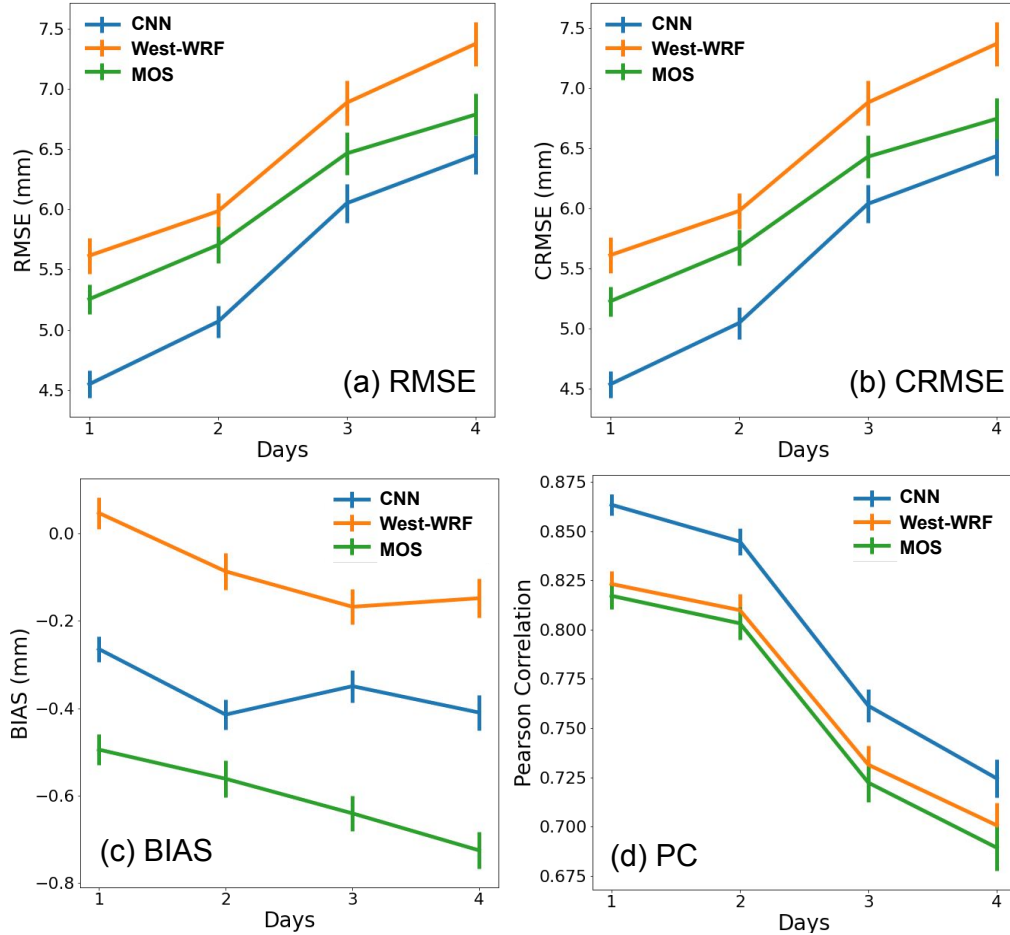 CNN
West-WRF
MOS
7.5
7.0
6.5
6.0
5.5
5.0
4.5
RMSE (mm)
(a) RMSE
1 2 3 4
Days
CNN
West-WRF
MOS
7.5
7.0
6.5
6.0
5.5
5.0
4.5
CRMSE (mm)
(b) CRMSE
1 2 3 4
Days
CNN
West-WRF
MOS
0.0
−0.2
−0.4
−0.6
−0.8
BIAS (mm)
(c) BIAS
1 2 3 4
Days
CNN
West-WRF
MOS
0.875
0.850
0.825
0.800
0.775
0.750
0.725
0.700
0.675
Pearson Correlation
(d) PC
1 2 3 4
Days